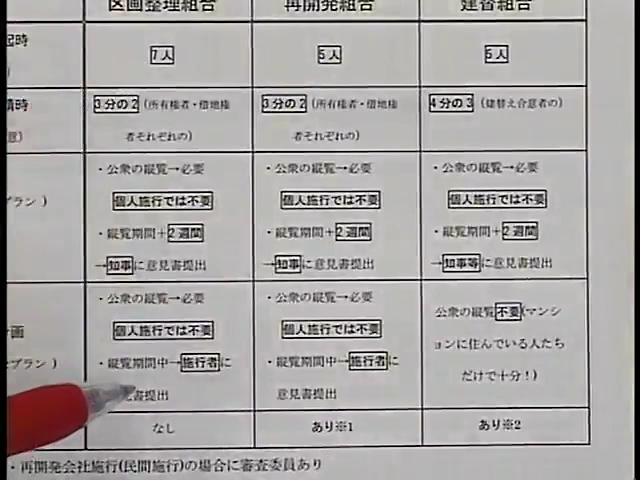 区画整理組合 再開発組合 建替組合
起時 7人 5人 5人
請時 3分の2（所有権者・借地権 3分の2（所有権者・借地権 4分の3（建替え合意者の）
意） 者それぞれの） 者それぞれの）
・公衆の縦覧→必要 ・公衆の縦覧→必要 ・公衆の縦覧→必要
プラン） 個人施行では不要 個人施行では不要 個人施行では不要
・縦覧期間＋2週間 ・縦覧期間＋2週間 ・縦覧期間＋2週間
→知事に意見書提出 →知事に意見書提出 →知事等に意見書提出
・公衆の縦覧→必要 ・公衆の縦覧→必要 公衆の縦覧不要(マンシ
画 個人施行では不要 個人施行では不要 ョンに住んでいる人たち
プラン） ・縦覧期間中→施行者に ・縦覧期間中→施行者に だけで十分！)
見書提出 意見書提出
なし あり※1 あり※2
・再開発会社施行(民間施行)の場合に審査委員あり